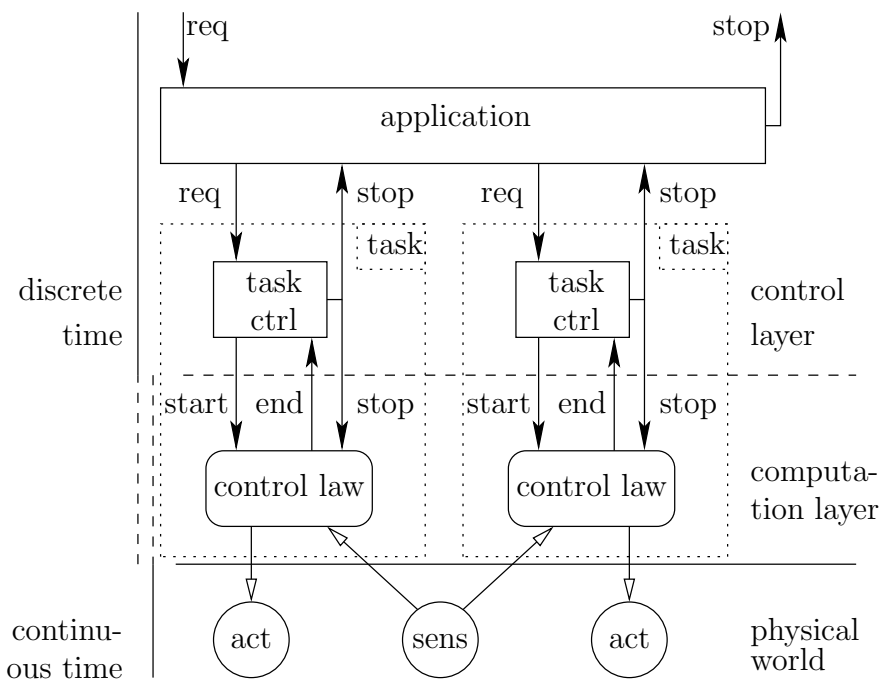 req
stop
application
req
stop
req
stop
task
task
discrete
time
task
ctrl
task
ctrl
control
layer
start
end
stop
start
end
stop
control law
control law
computa-
tion layer
continu-
ous time
act
sens
act
physical
world